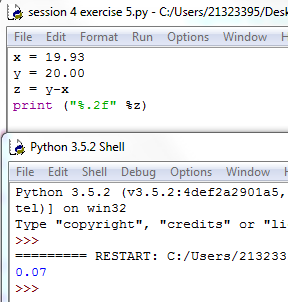 session 4 exercise 5.py - C:/Users/21323395/Desk
File Edit Format Run Options Window
x = 19.93
y = 20.00
z = y-x
print ("%.2f" %z)
Python 3.5.2 Shell
File Edit Shell Debug Options Window
Python 3.5.2 (v3.5.2:4def2a2901a5,
tel)] on win32
Type "copyright", "credits" or "li
>>>
========= RESTART: C:/Users/213233
0.07
>>>